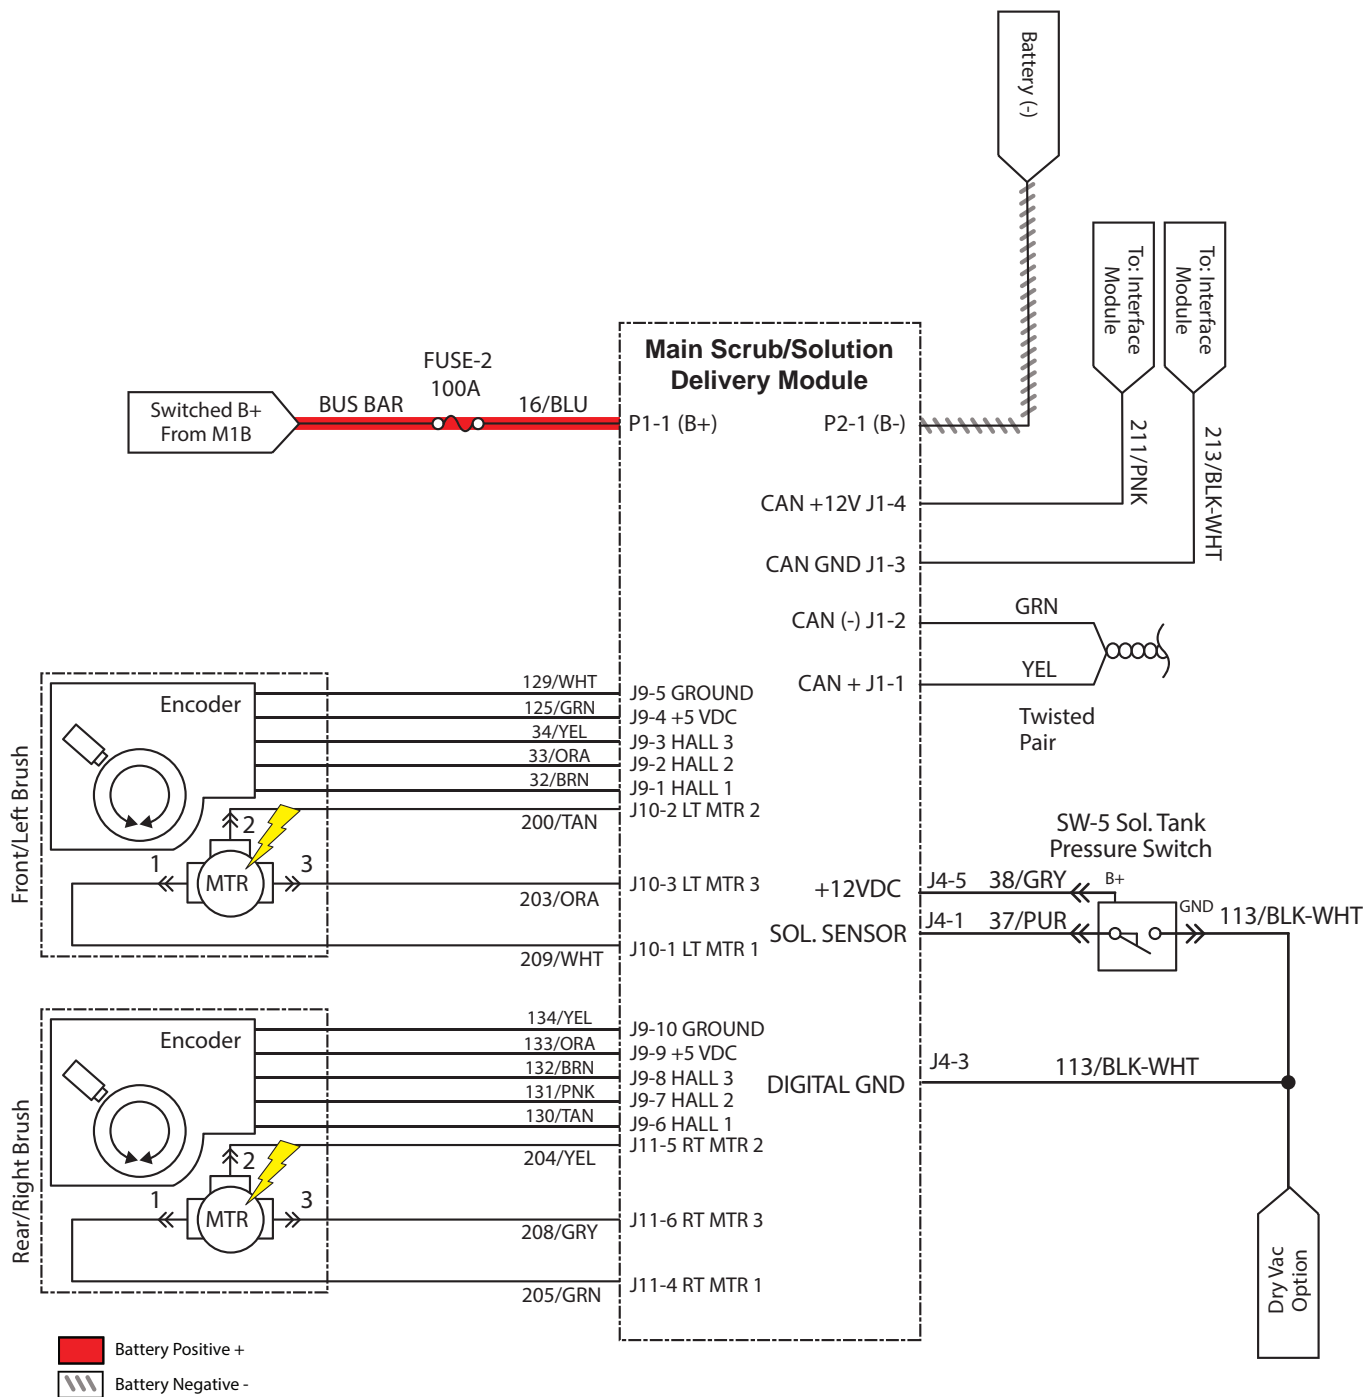 Battery (-)
To: Interface
Module
To: Interface
Module
211/PNK
213/BLK-WHT
FUSE-2
100A
Switched B+
From M1B
BUS BAR
16/BLU
Main Scrub/Solution
Delivery Module
P1-1 (B+)
P2-1 (B-)
CAN +12V J1-4
CAN GND J1-3
CAN (-) J1-2
GRN
CAN + J1-1
YEL
Twisted
Pair
Front/Left Brush
Encoder
129/WHT
J9-5 GROUND
125/GRN
J9-4 +5 VDC
34/YEL
J9-3 HALL 3
33/ORA
J9-2 HALL 2
32/BRN
J9-1 HALL 1
J10-2 LT MTR 2
200/TAN
2
1
MTR
3
J10-3 LT MTR 3
203/ORA
J10-1 LT MTR 1
209/WHT
SW-5 Sol. Tank
Pressure Switch
+12VDC
J4-5
38/GRY
B+
SOL. SENSOR
J4-1
37/PUR
GND
113/BLK-WHT
DIGITAL GND
J4-3
113/BLK-WHT
Dry Vac
Option
Rear/Right Brush
Encoder
134/YEL
J9-10 GROUND
133/ORA
J9-9 +5 VDC
132/BRN
J9-8 HALL 3
131/PNK
J9-7 HALL 2
130/TAN
J9-6 HALL 1
J11-5 RT MTR 2
204/YEL
2
1
MTR
3
J11-6 RT MTR 3
208/GRY
J11-4 RT MTR 1
205/GRN
Battery Positive +
Battery Negative -